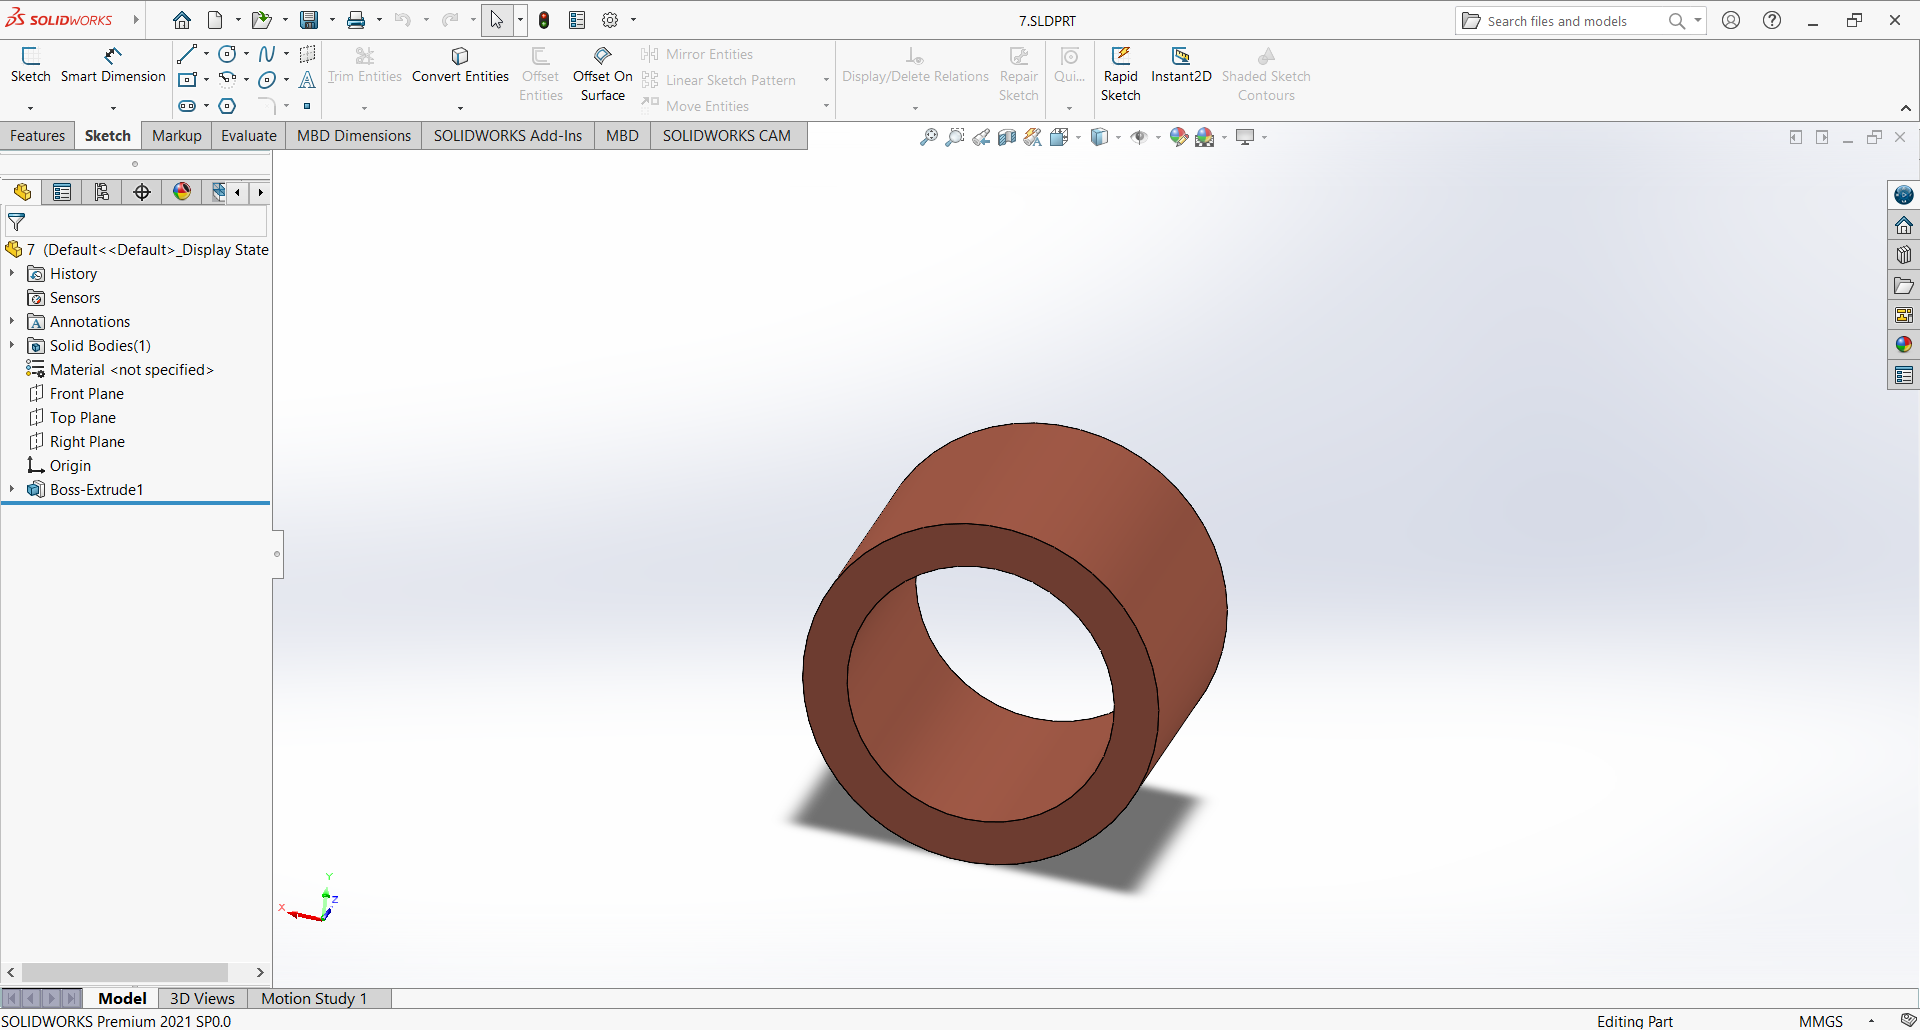 SOLIDWORKS
7.SLDPRT
Search files and models
Sketch
Smart Dimension
Trim Entities
Convert Entities
Offset Entities
Offset On Surface
Mirror Entities
Linear Sketch Pattern
Move Entities
Display/Delete Relations
Repair Sketch
Qui...
Rapid Sketch
Instant2D
Shaded Sketch Contours
Features
Sketch
Markup
Evaluate
MBD Dimensions
SOLIDWORKS Add-Ins
MBD
SOLIDWORKS CAM
7 (Default<<Default>_Display State
History
Sensors
Annotations
Solid Bodies(1)
Material <not specified>
Front Plane
Top Plane
Right Plane
Origin
Boss-Extrude1
Y
Z
X
Model
3D Views
Motion Study 1
SOLIDWORKS Premium 2021 SP0.0
Editing Part
MMGS